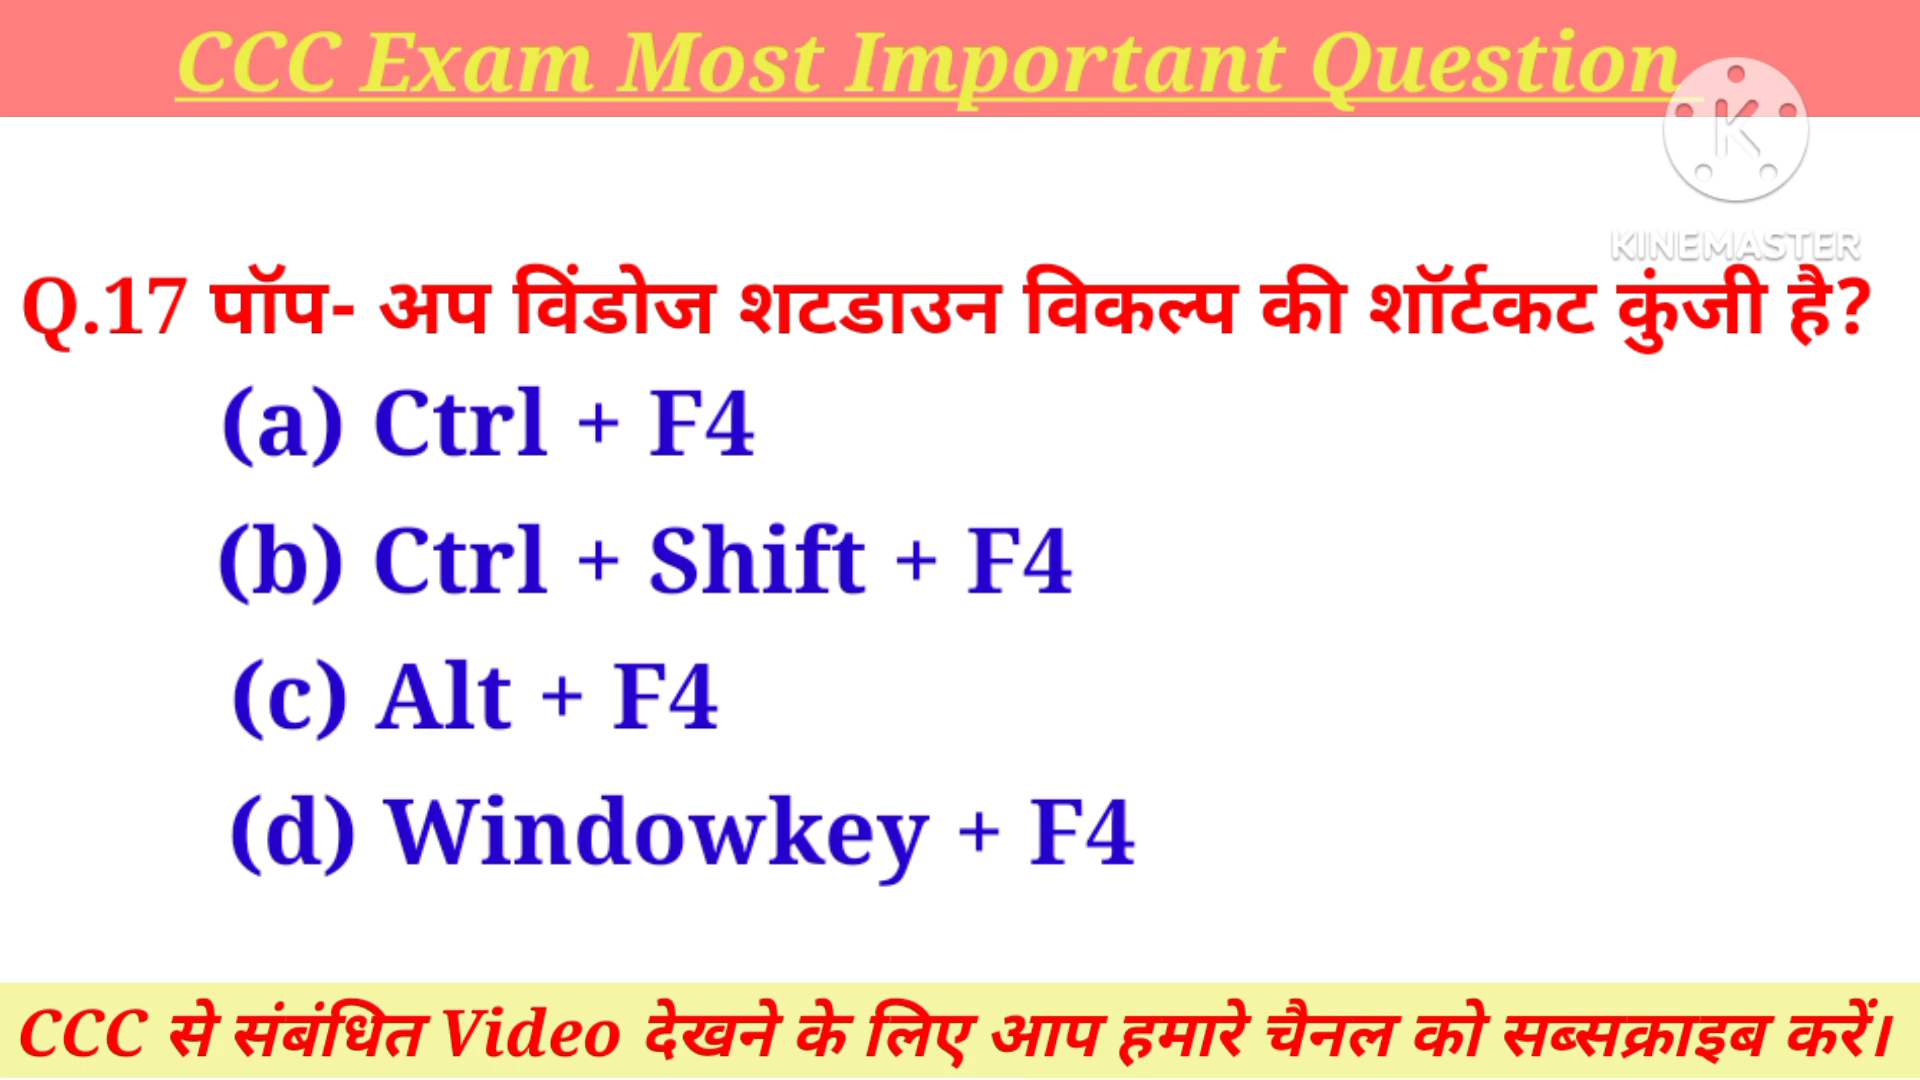 CCC Exam Most Important Question
K
KINEMASTER
Q.17 पॉप- अप विंडोज शटडाउन विकल्प की शॉर्टकट कुंजी है?
(a) Ctrl + F4
(b) Ctrl + Shift + F4
(c) Alt + F4
(d) Windowkey + F4
CCC से संबंधित Video देखने के लिए आप हमारे चैनल को सब्सक्राइब करें।